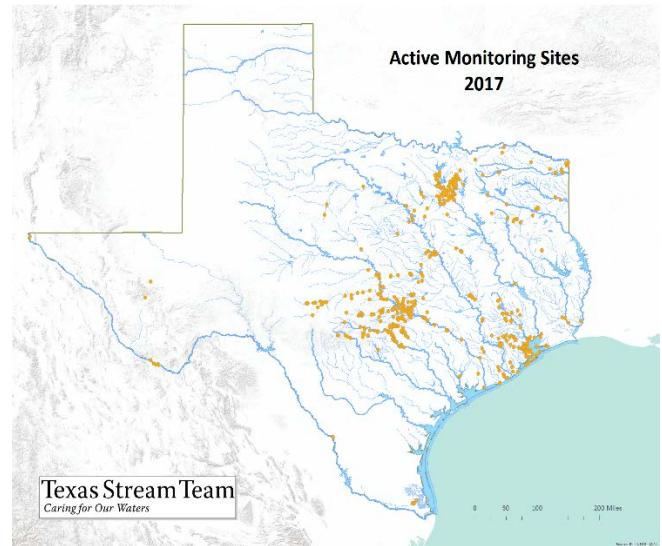 Active Monitoring Sites
2017
Texas Stream Team
Caring for Our Waters
0 50 100 200 Miles